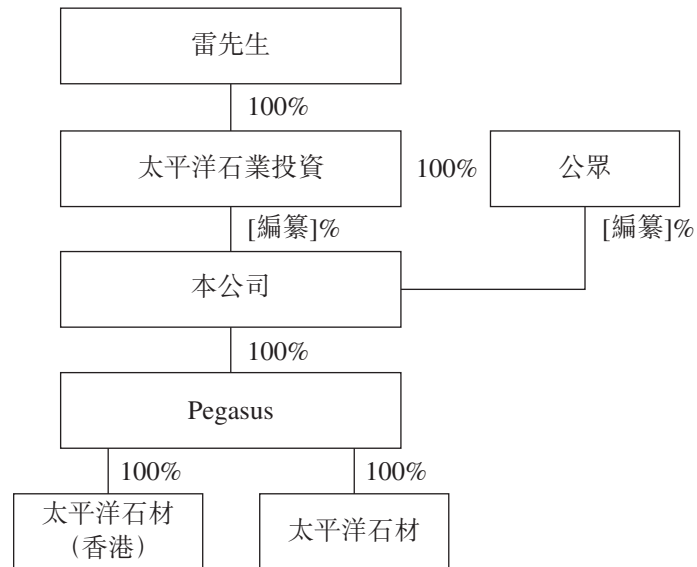 雷先生
100%
太平洋石業投資
100%
公眾
[編纂]%
[編纂]%
本公司
100%
Pegasus
100%
100%
太平洋石材
（香港）
太平洋石材